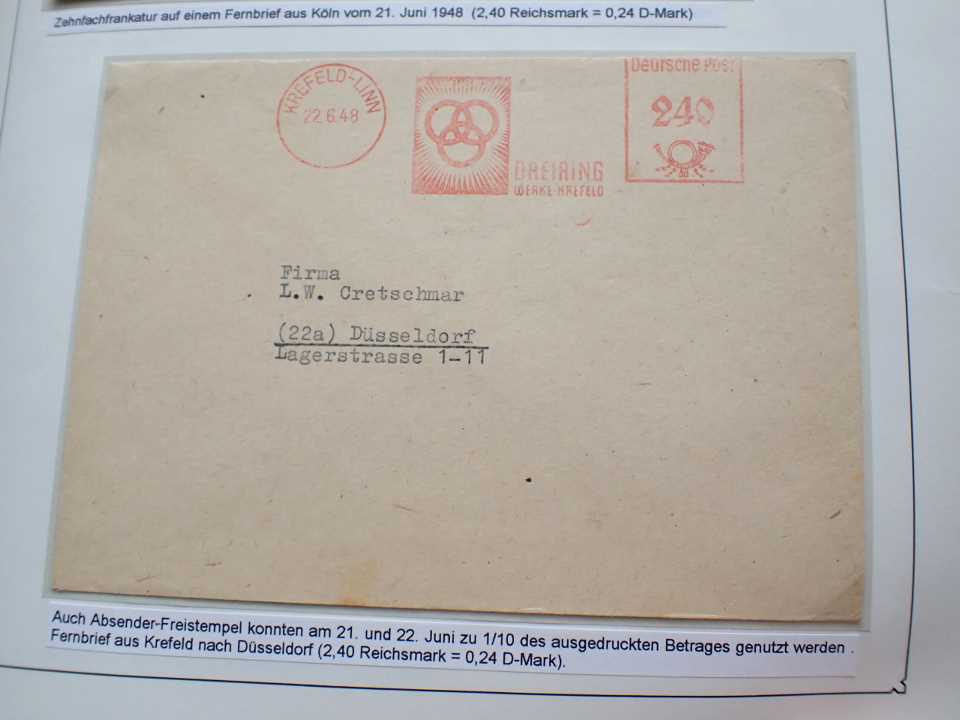 Zehnfachfrankatur auf einem Fernbrief aus Köln vom 21. Juni 1948 (2,40 Reichsmark = 0,24 D-Mark)
KREFELD-LINN
22.6.48
DREIRING
WERKE KREFELD
Deutsche Post
240
Firma
L.W. Cretschmar
(22a) Düsseldorf
Lagerstrasse 1-11
Auch Absender-Freistempel konnten am 21. und 22. Juni zu 1/10 des ausgedruckten Betrages genutzt werden .
Fernbrief aus Krefeld nach Düsseldorf (2,40 Reichsmark = 0,24 D-Mark).